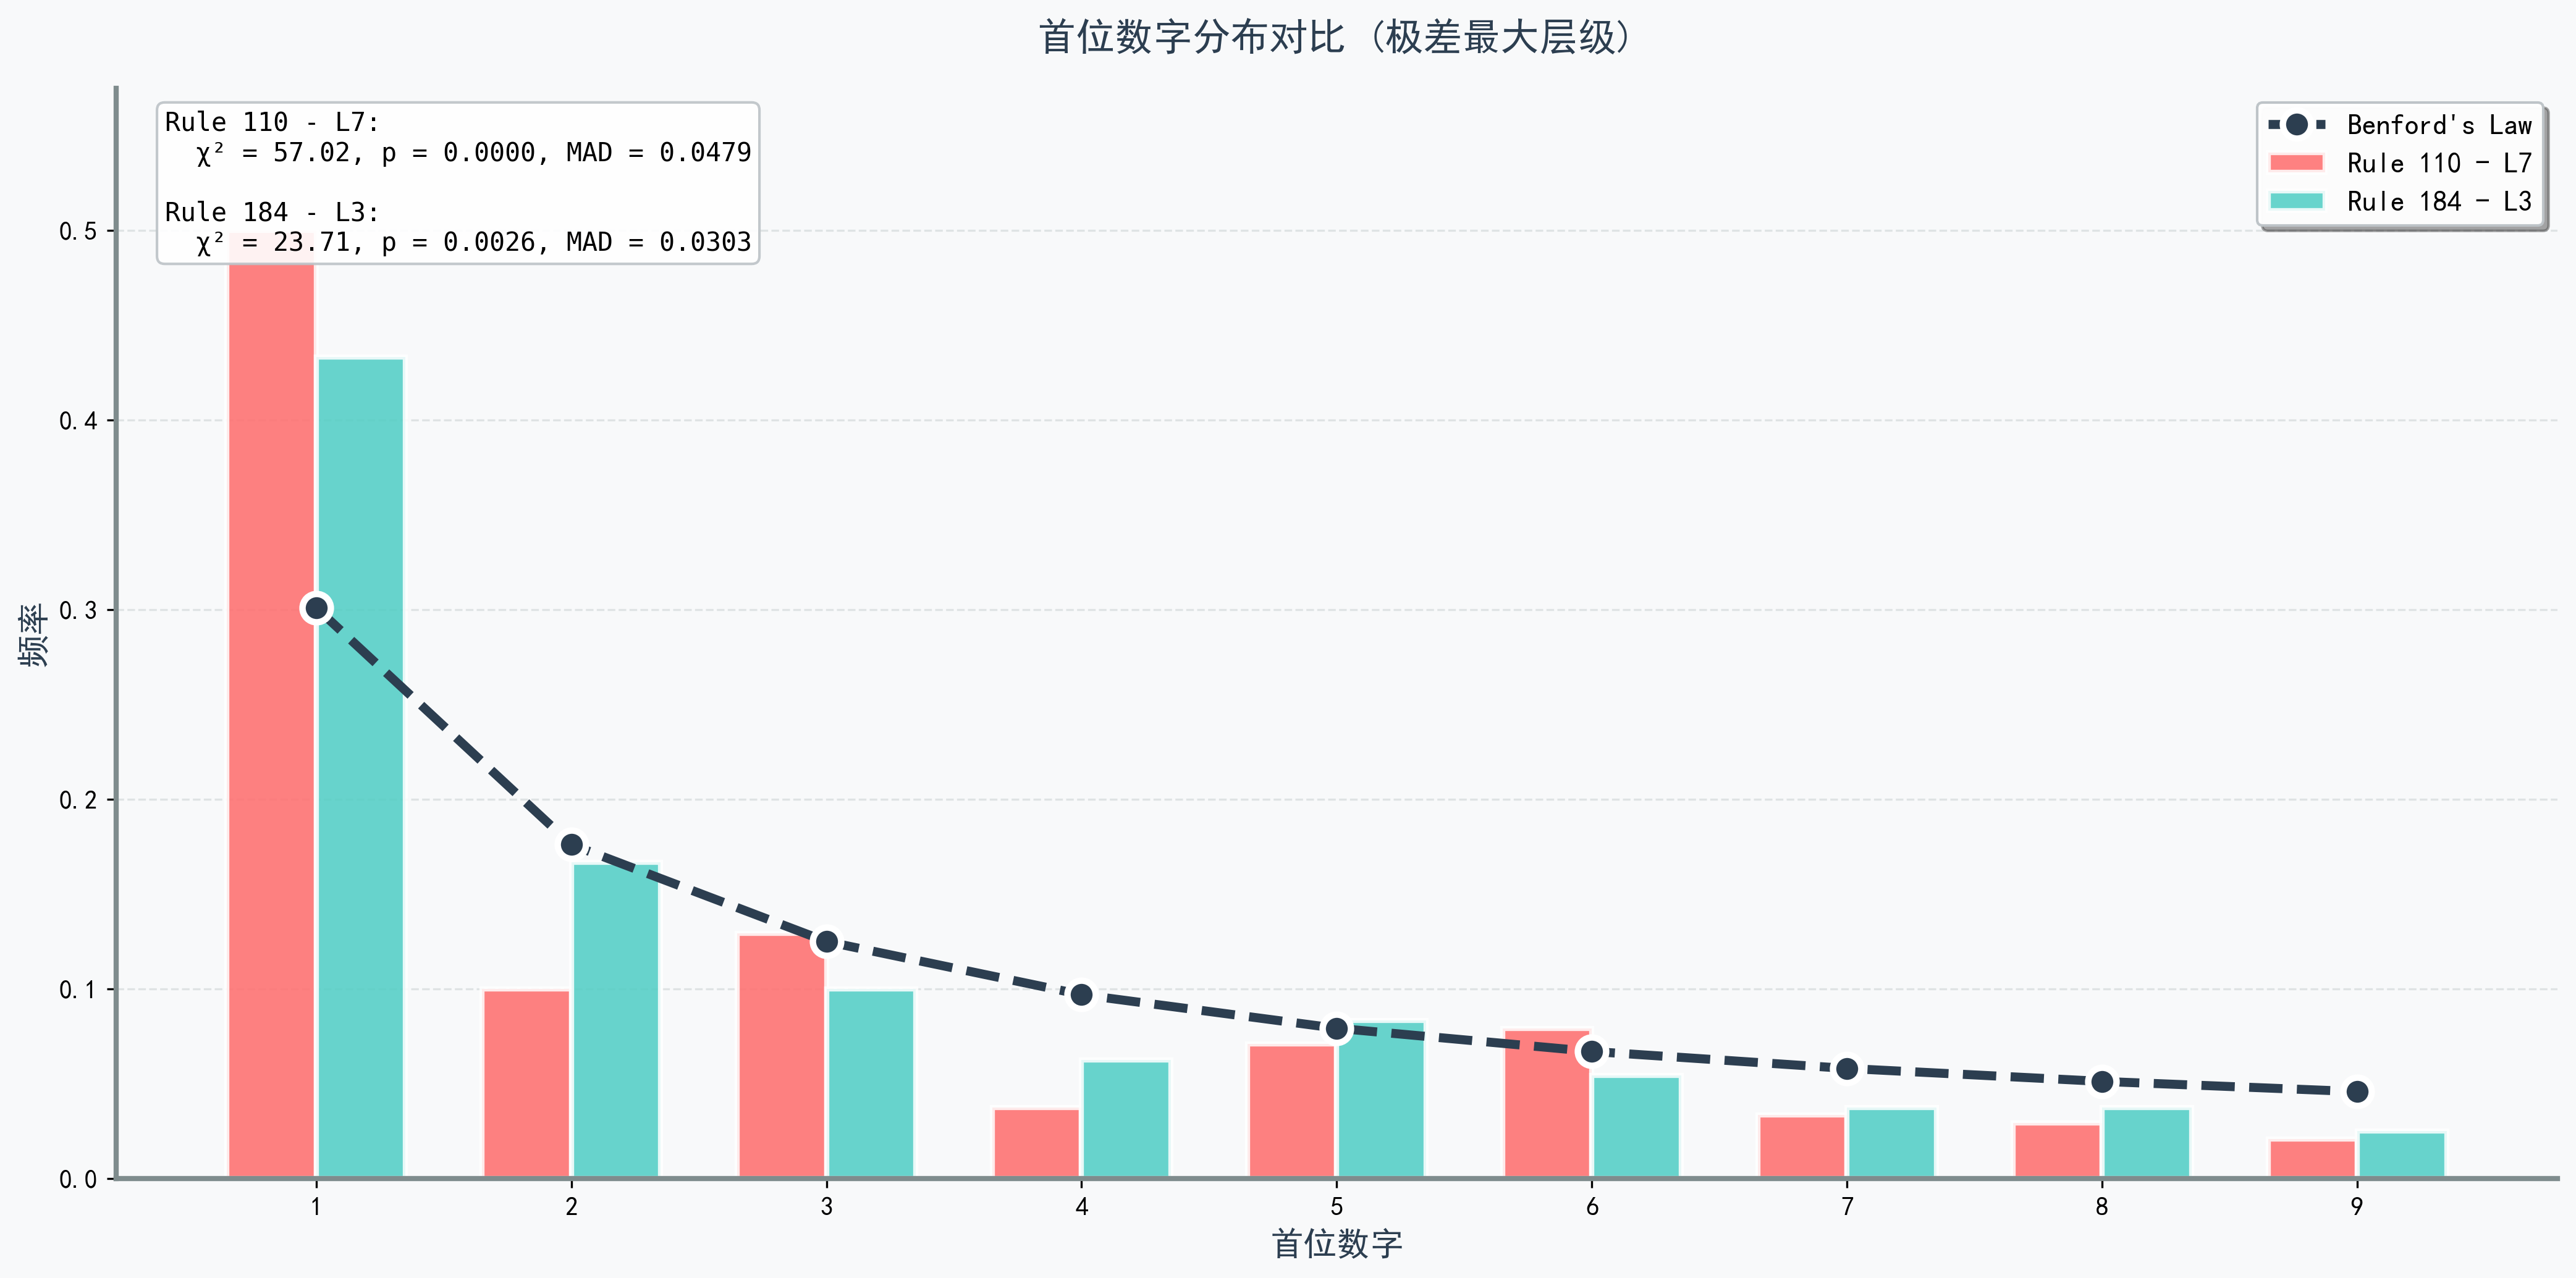 首位数字分布对比 (极差最大层级)
Rule 110 - L7:
χ² = 57.02, p = 0.0000, MAD = 0.0479
Rule 184 - L3:
χ² = 23.71, p = 0.0026, MAD = 0.0303
Benford's Law
Rule 110 - L7
Rule 184 - L3
频率
0.5
0.4
0.3
0.2
0.1
0.0
1 2 3 4 5 6 7 8 9
首位数字